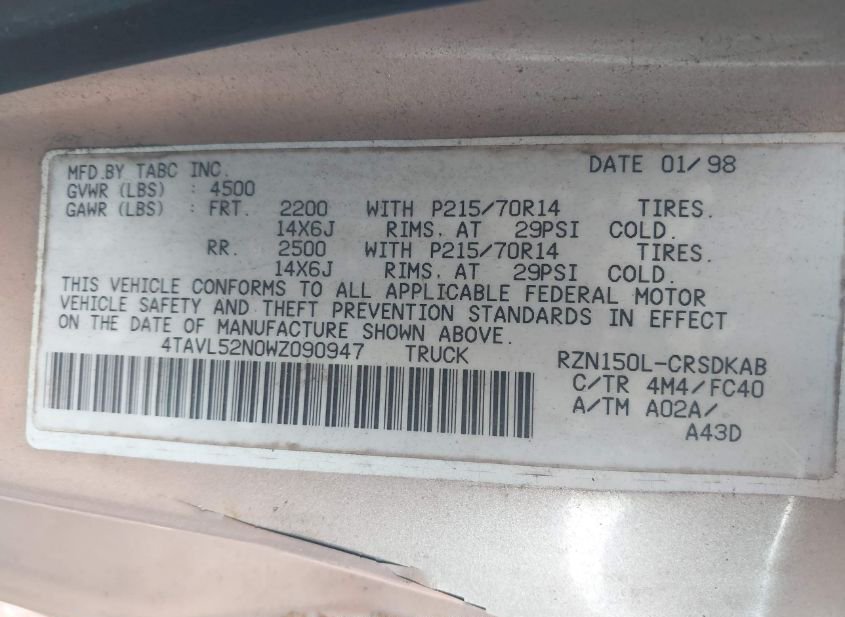 MFD.BY TABC INC. DATE 01/98
GVWR (LBS) : 4500
GAWR (LBS) : FRT. 2200 WITH P215/70R14 TIRES.
14X6J RIMS. AT 29PSI COLD.
RR. 2500 WITH P215/70R14 TIRES.
14X6J RIMS. AT 29PSI COLD.
THIS VEHICLE CONFORMS TO ALL APPLICABLE FEDERAL MOTOR
VEHICLE SAFETY AND THEFT PREVENTION STANDARDS IN EFFECT
ON THE DATE OF MANUFACTURE SHOWN ABOVE.
4TAVL52N0WZ090947 TRUCK RZN150L-CRSDKAB
C/TR 4M4/FC40
A/TM A02A/
A43D